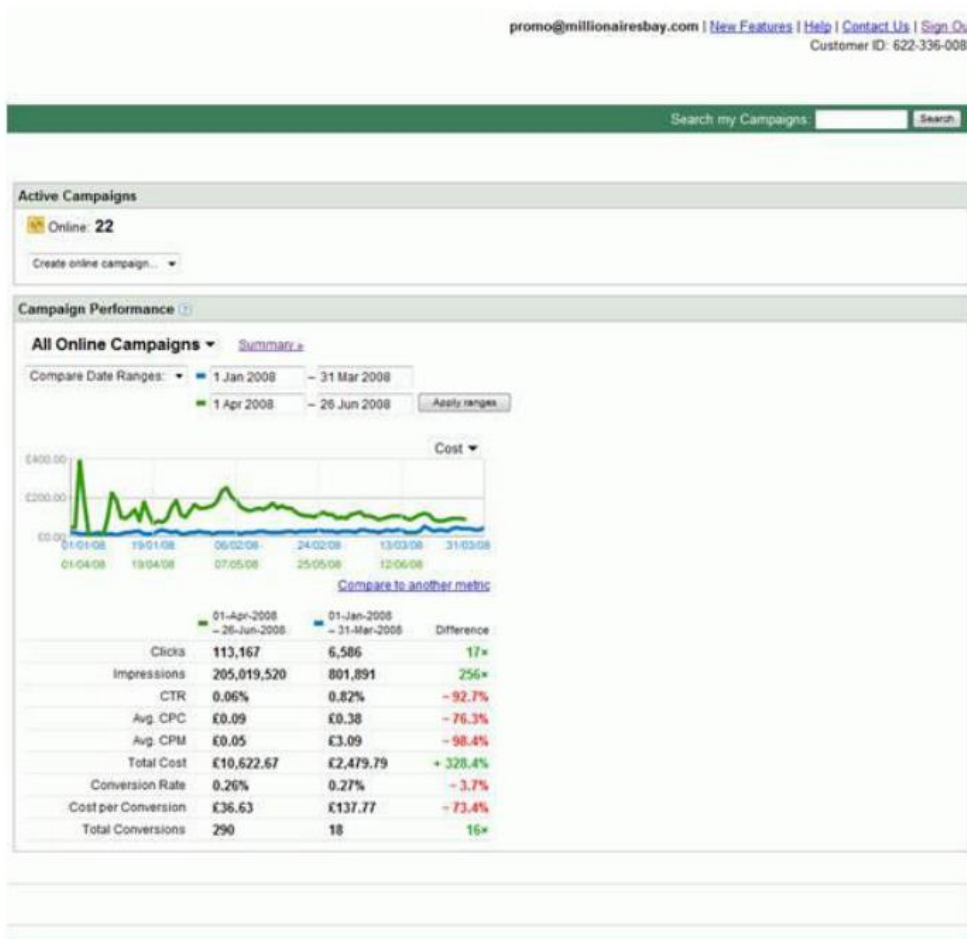 promo@millionairesbay.com | New Features | Help | Contact Us | Sign Ou
Customer ID: 622-336-008
Search my Campaigns: Search
Active Campaigns
Online: 22
Create online campaign...
Campaign Performance [?]
All Online Campaigns Summary »
Compare Date Ranges: 1 Jan 2008 – 31 Mar 2008
1 Apr 2008 – 26 Jun 2008 Apply ranges
Cost
£400.00
£200.00
£0.00
01/01/08 19/01/08 06/02/08 24/02/08 13/03/08 31/03/08
01/04/08 19/04/08 07/05/08 25/05/08 12/06/08
Compare to another metric
01-Apr-2008 01-Jan-2008
– 26-Jun-2008 – 31-Mar-2008 Difference
Clicks 113,167 6,586 17×
Impressions 205,019,520 801,891 256×
CTR 0.06% 0.82% – 92.7%
Avg. CPC £0.09 £0.38 – 76.3%
Avg. CPM £0.05 £3.09 – 98.4%
Total Cost £10,622.67 £2,479.79 + 328.4%
Conversion Rate 0.26% 0.27% – 3.7%
Cost per Conversion £36.63 £137.77 – 73.4%
Total Conversions 290 18 16×